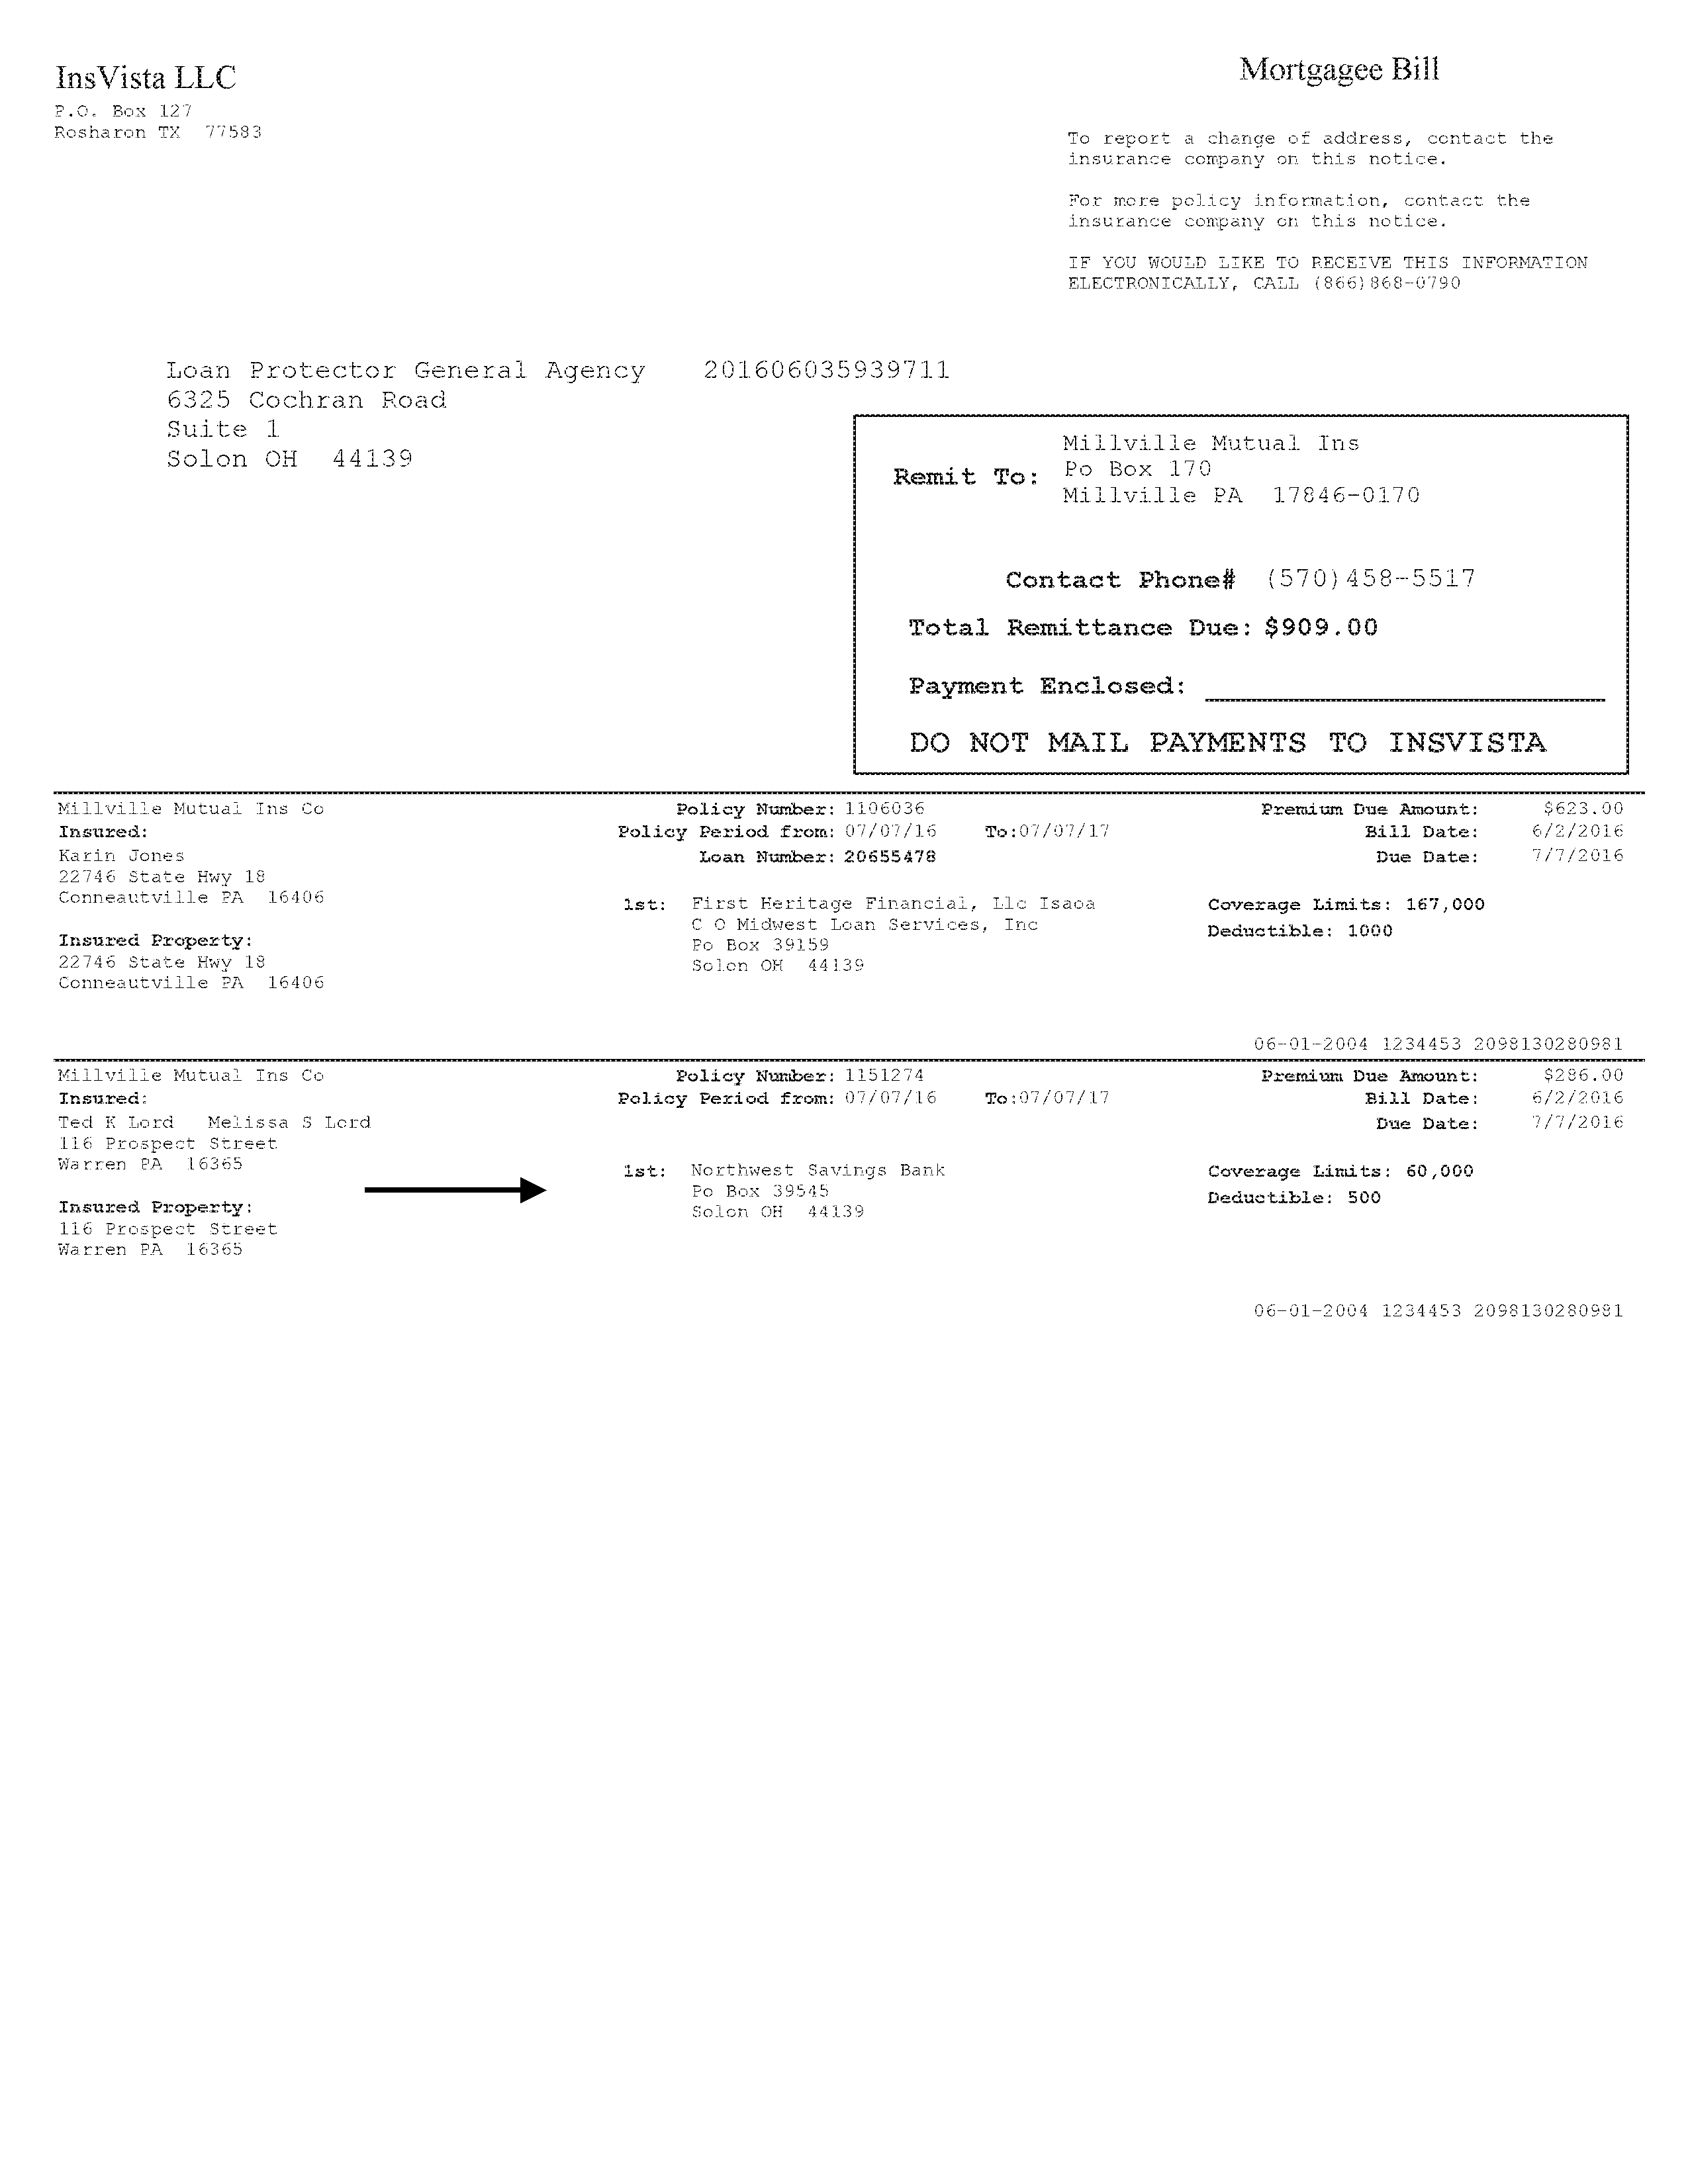 InsVista LLC
P.O. Box 127
Rosharon TX 77583
Mortgagee Bill
To report a change of address, contact the
insurance company on this notice.
For more policy information, contact the
insurance company on this notice.
IF YOU WOULD LIKE TO RECEIVE THIS INFORMATION
ELECTRONICALLY, CALL (866)868-0790
Loan Protector General Agency 201606035939711
6325 Cochran Road
Suite 1
Solon OH 44139
Remit To:
Millville Mutual Ins
Po Box 170
Millville PA 17846-0170
Contact Phone# (570)458-5517
Total Remittance Due: $909.00
Payment Enclosed:
DO NOT MAIL PAYMENTS TO INSVISTA
Millville Mutual Ins Co
Insured:
Karin Jones
22746 State Hwy 18
Conneautville PA 16406
Insured Property:
22746 State Hwy 18
Conneautville PA 16406
Policy Number: 1106036
Policy Period from: 07/07/16 To:07/07/17
Loan Number: 20655478
1st: First Heritage Financial, Llc Isaoa
C O Midwest Loan Services, Inc
Po Box 39159
Solon OH 44139
Premium Due Amount: $623.00
Bill Date: 6/2/2016
Due Date: 7/7/2016
Coverage Limits: 167,000
Deductible: 1000
06-01-2004 1234453 2098130280981
Millville Mutual Ins Co
Insured:
Ted K Lord Melissa S Lord
116 Prospect Street
Warren PA 16365
Insured Property:
116 Prospect Street
Warren PA 16365
Policy Number: 1151274
Policy Period from: 07/07/16 To:07/07/17
1st: Northwest Savings Bank
Po Box 39545
Solon OH 44139
Premium Due Amount: $286.00
Bill Date: 6/2/2016
Due Date: 7/7/2016
Coverage Limits: 60,000
Deductible: 500
06-01-2004 1234453 2098130280981